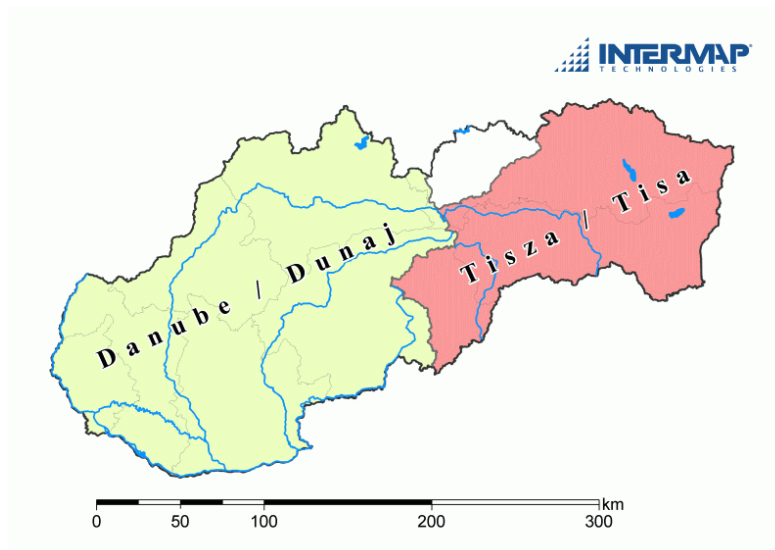 INTERMAP
TECHNOLOGIES
Danube / Dunaj
Tisza / Tisa
km
0 50 100 200 300